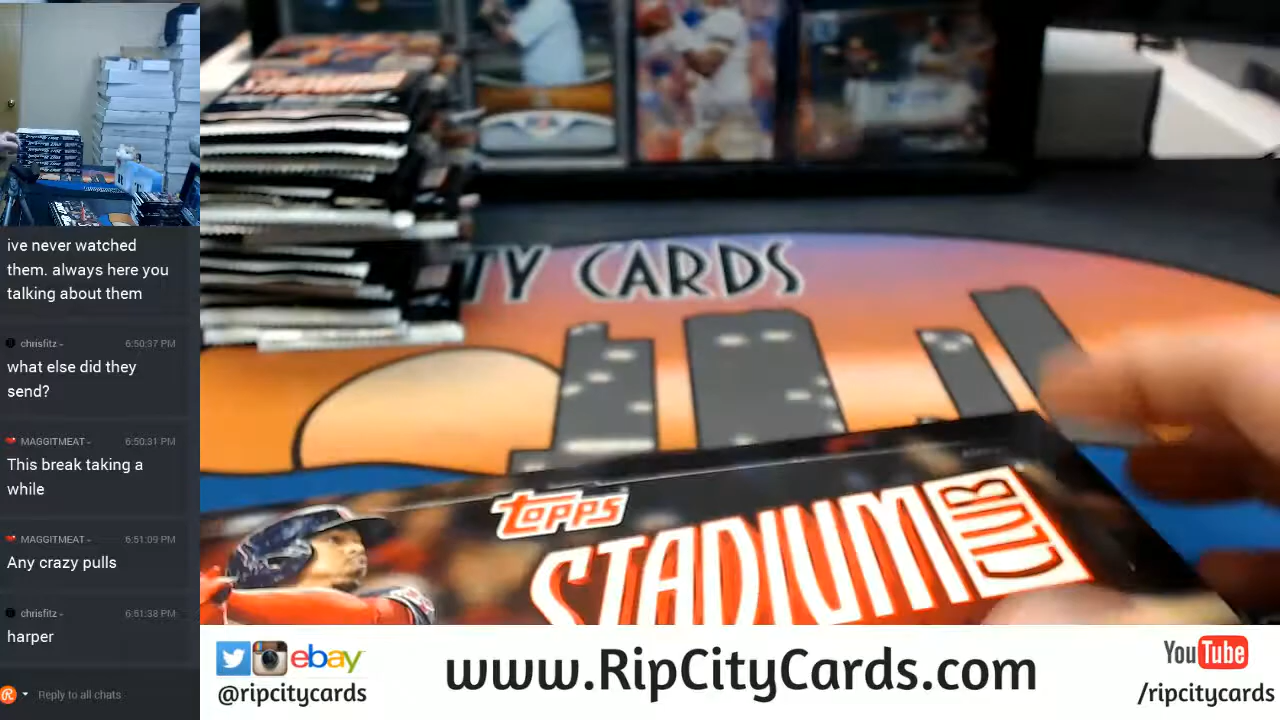 ive never watched
them. always here you
talking about them
chrisfitz - 6:50:37 PM
what else did they
send?
MAGGITMEAT - 6:50:31 PM
This break taking a
while
MAGGITMEAT - 6:51:09 PM
Any crazy pulls
chrisfitz - 6:51:38 PM
harper
Reply to all chats
TY CARDS
topps
STADIUM
CLUB
ebay
@ripcitycards
www.RipCityCards.com
YouTube
/ripcitycards